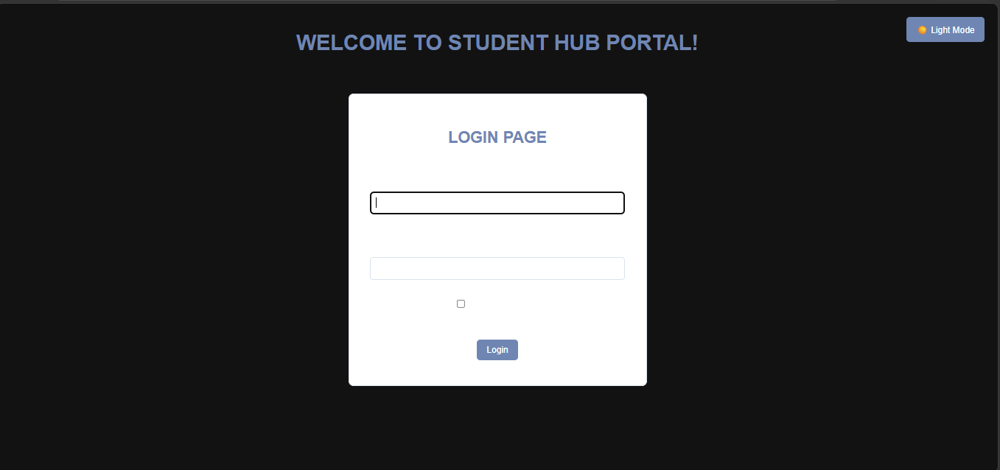 WELCOME TO STUDENT HUB PORTAL!
Light Mode
LOGIN PAGE
Login